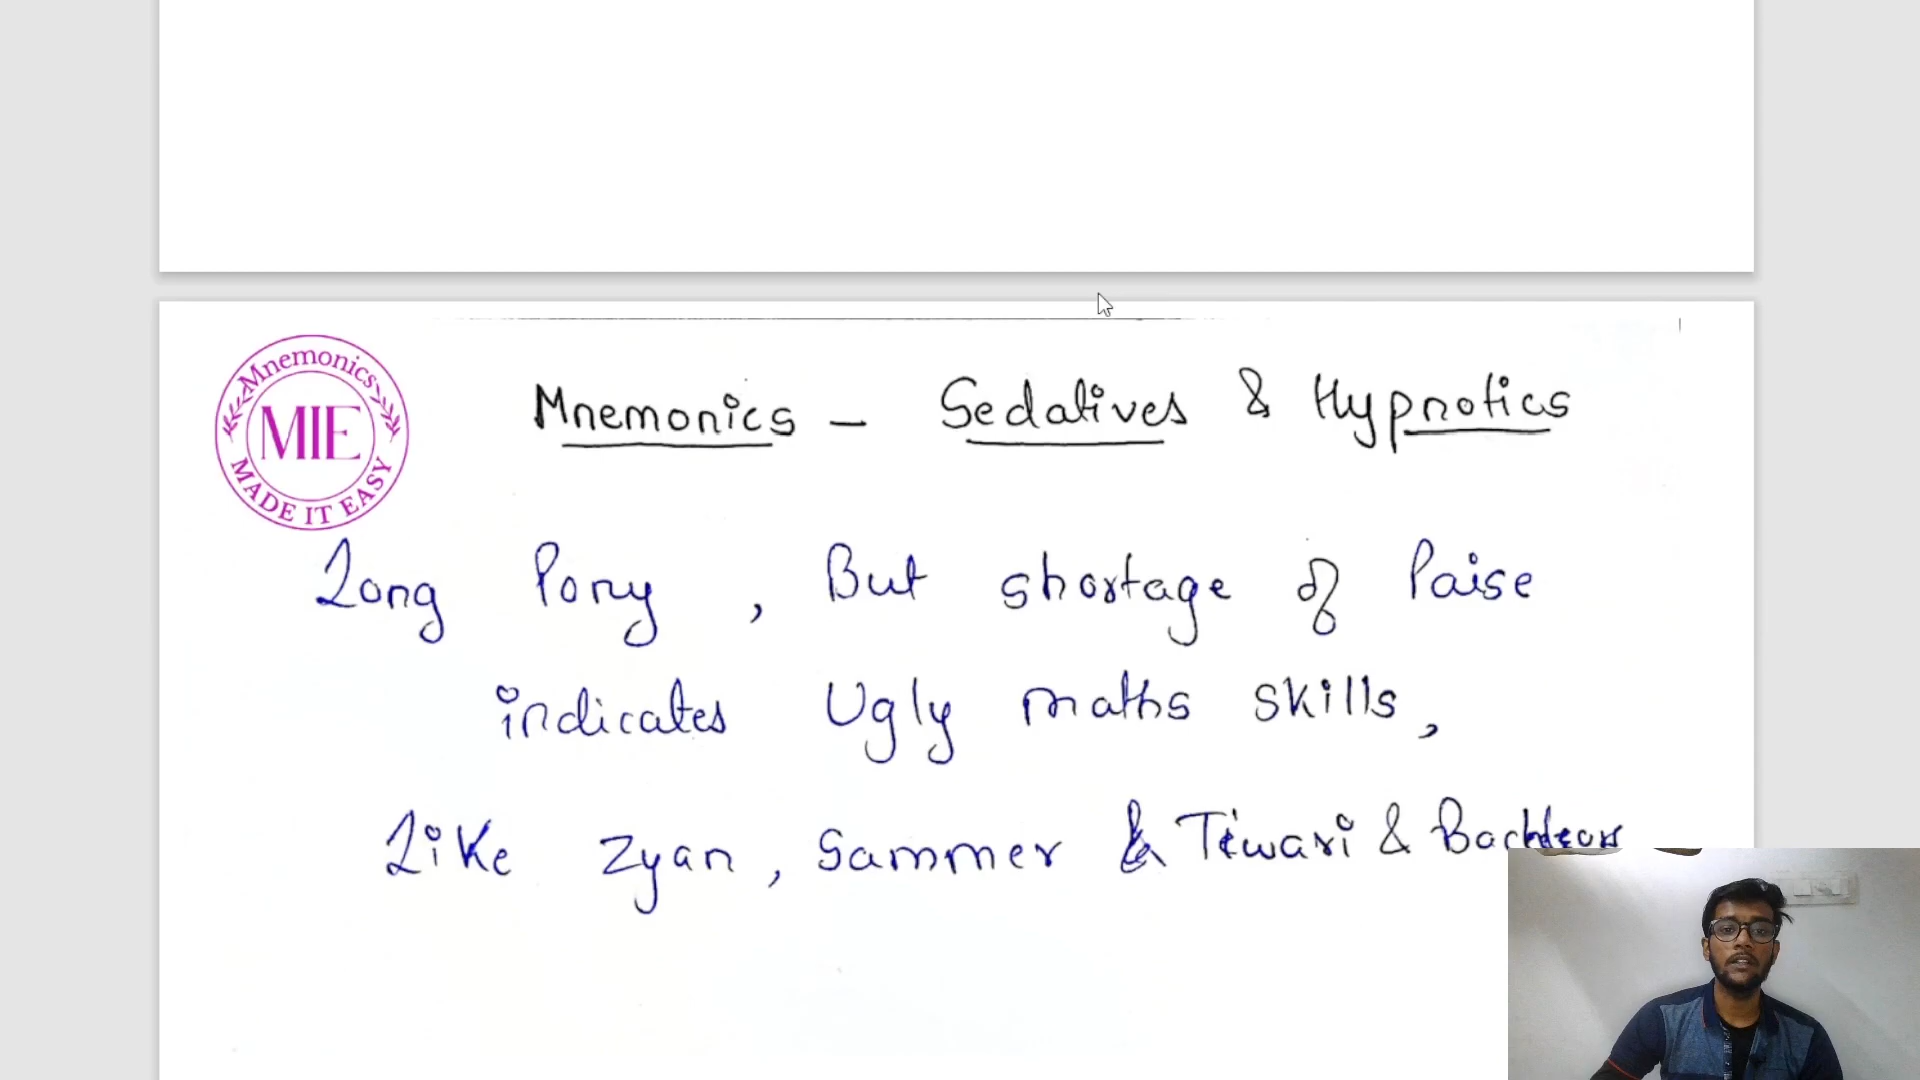 Mnemonics
MIE
MADE IT EASY
Mnemonics - Sedatives & Hypnotics
Long Pony, But shortage of Paise
indicates Ugly maths skills,
Like Zyan, Sammer & Tiwari &